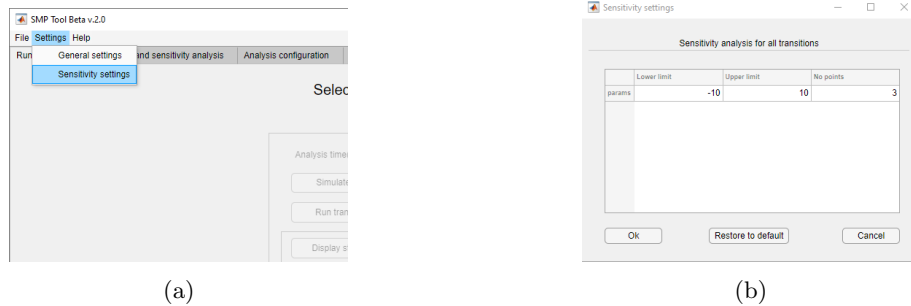 SMP Tool Beta v.2.0
File Settings Help
General settings
Sensitivity settings
Run
and sensitivity analysis
Analysis configuration
Selec
Analysis time
Simulate
Run tran
Display s
(a)
Sensitivity settings
Sensitivity analysis for all transitions
Lower limit Upper limit No points
params -10 10 3
Ok Restore to default Cancel
(b)